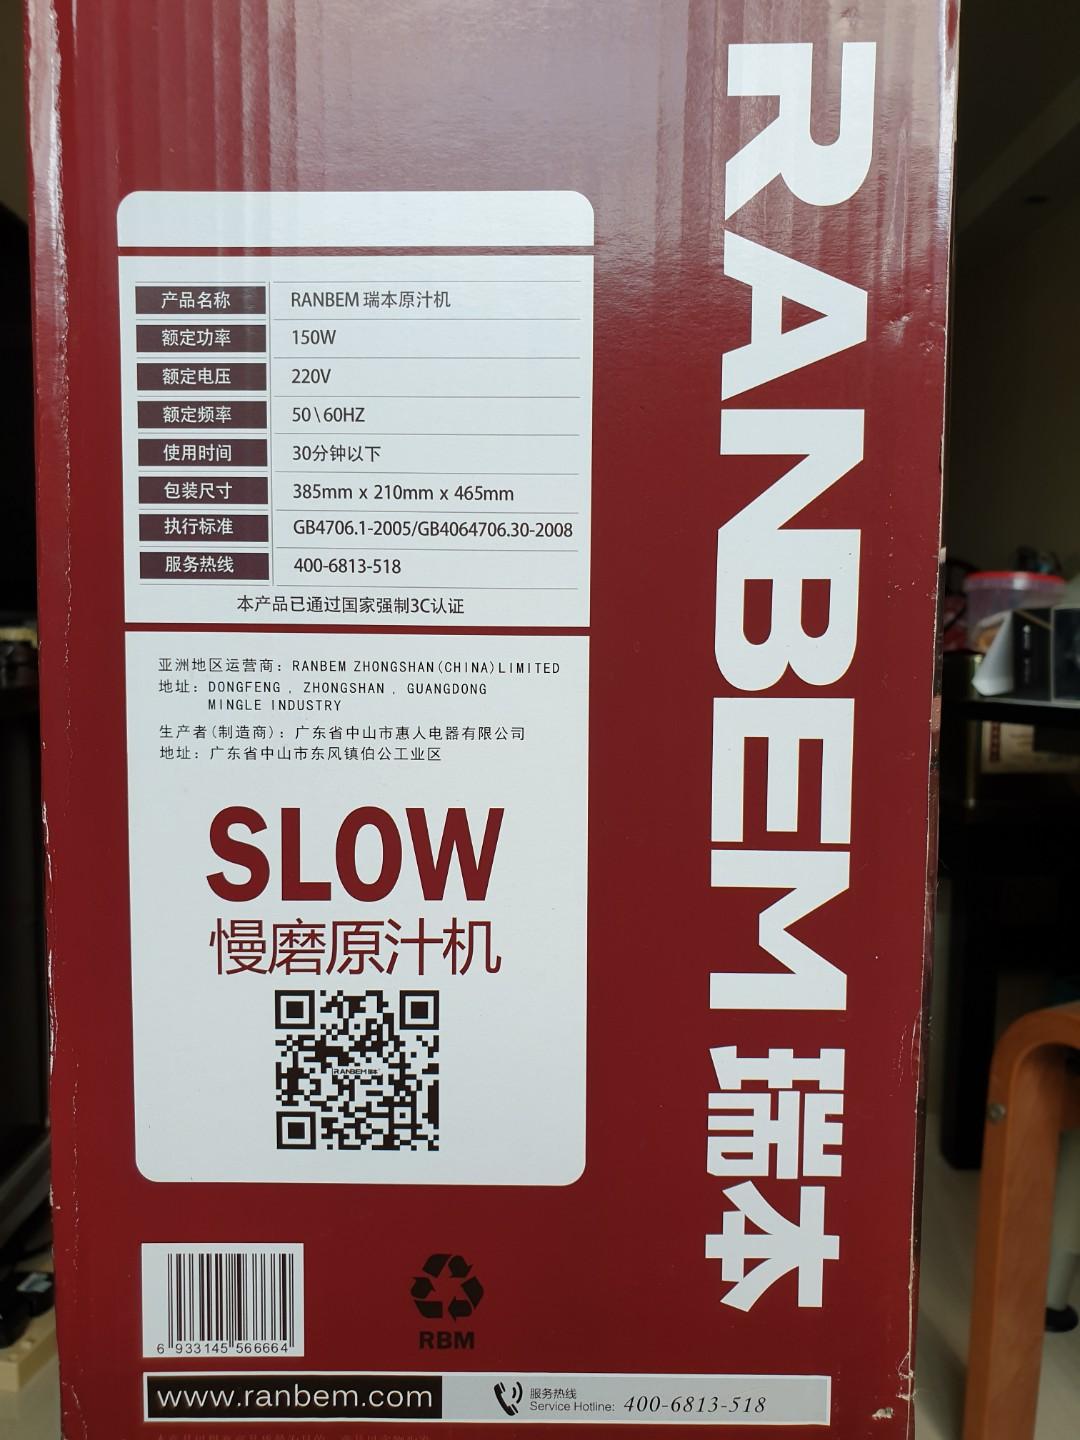 产品名称 RANBEM 瑞本原汁机
额定功率 150W
额定电压 220V
额定频率 50\60HZ
使用时间 30分钟以下
包装尺寸 385mm x 210mm x 465mm
执行标准 GB4706.1-2005/GB4064706.30-2008
服务热线 400-6813-518
本产品已通过国家强制3C认证
亚洲地区运营商：RANBEM ZHONGSHAN(CHINA)LIMITED
地址：DONGFENG , ZHONGSHAN , GUANGDONG
MINGLE INDUSTRY
生产者(制造商)：广东省中山市惠人电器有限公司
地址：广东省中山市东风镇伯公工业区
SLOW
慢磨原汁机
RANBEM 瑞本
RANBEM 瑞本
6 933145 566664
RBM
www.ranbem.com
服务热线
Service Hotline: 400-6813-518